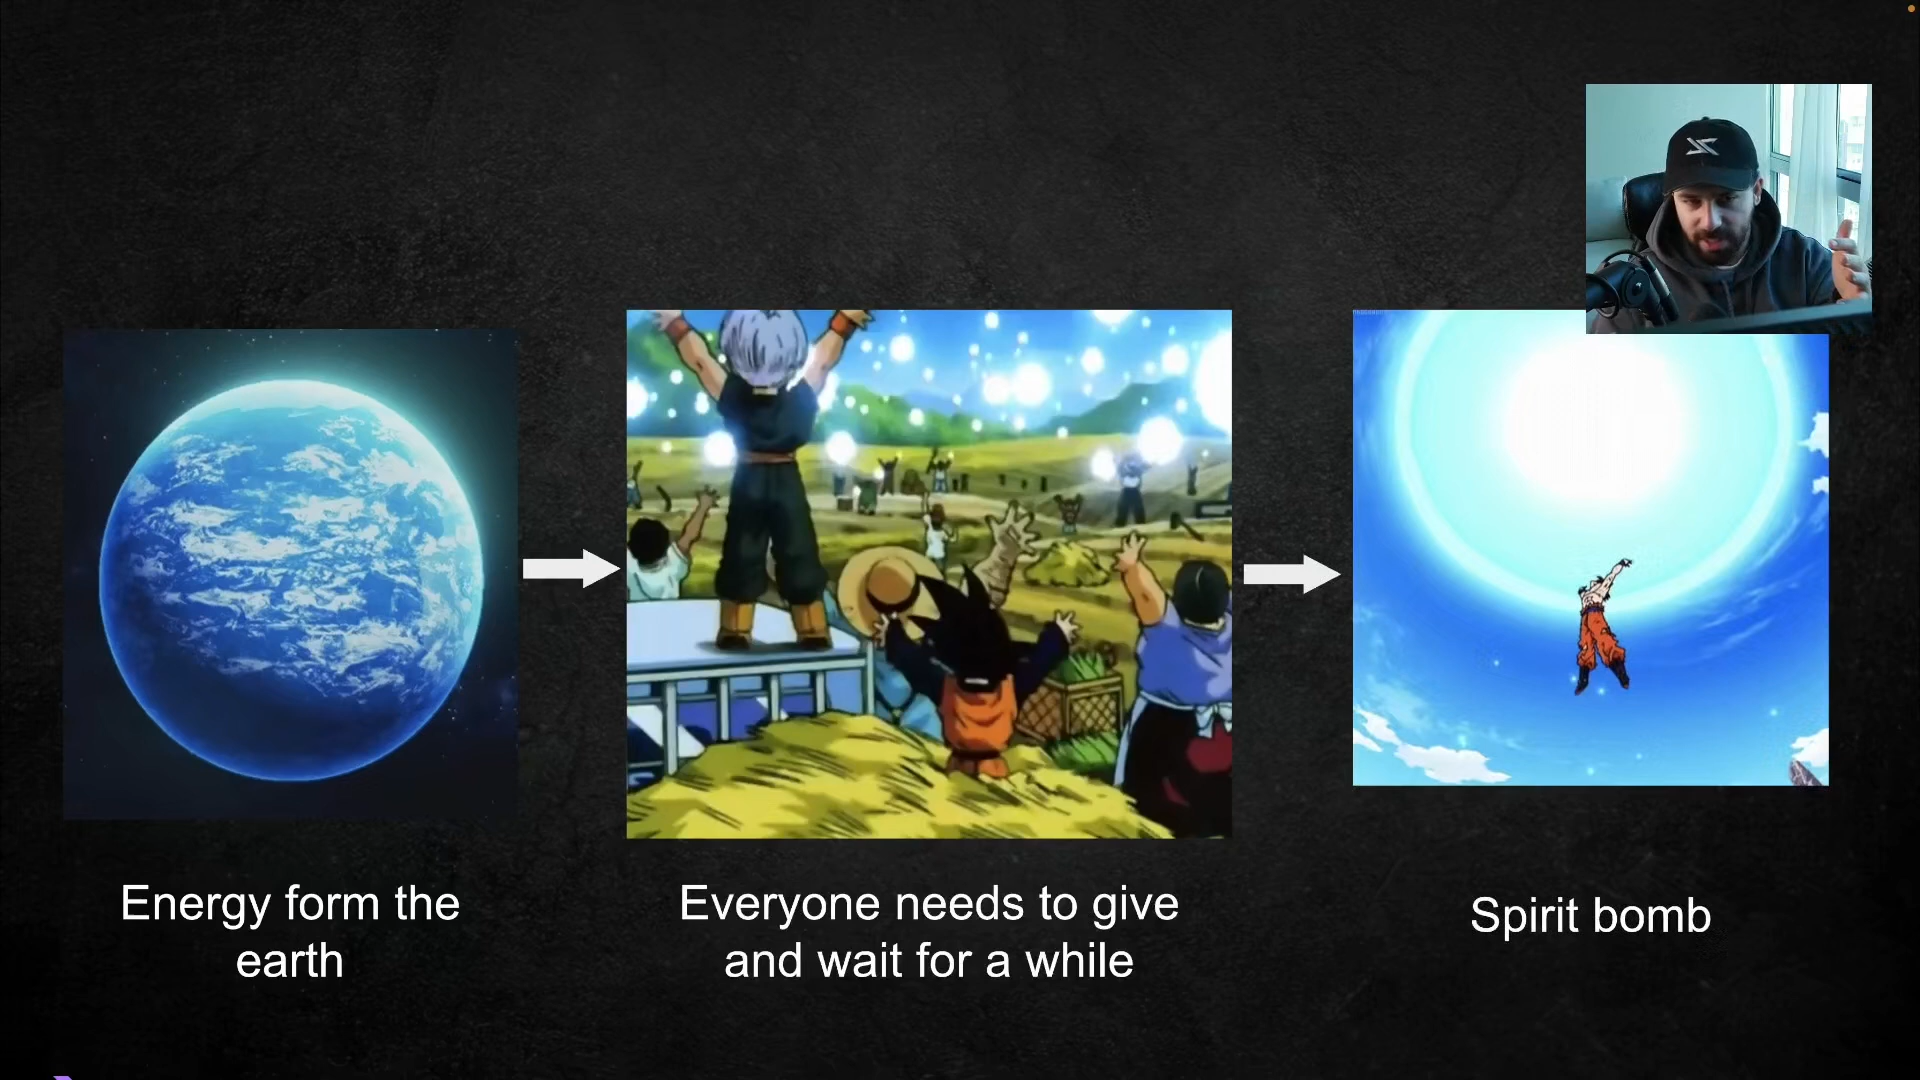 Energy form the
earth
Everyone needs to give
and wait for a while
Spirit bomb